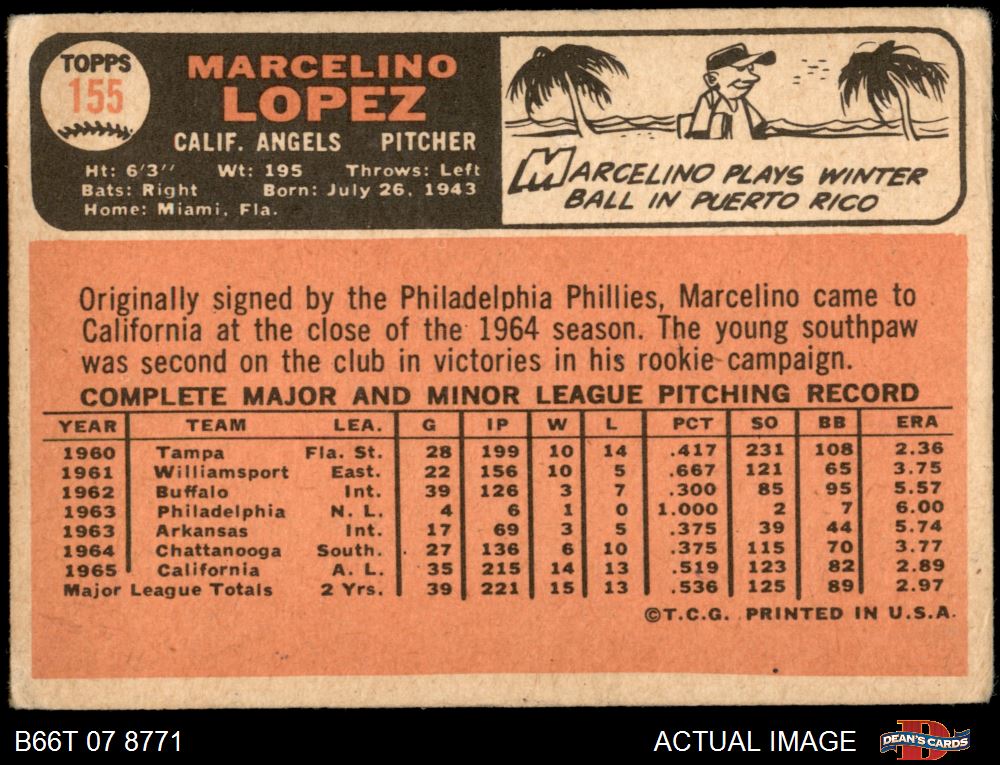 TOPPS
155
MARCELINO
LOPEZ
CALIF. ANGELS PITCHER
Ht: 6'3'' Wt: 195 Throws: Left
Bats: Right Born: July 26, 1943
Home: Miami, Fla.
MARCELINO PLAYS WINTER
BALL IN PUERTO RICO
Originally signed by the Philadelphia Phillies, Marcelino came to
California at the close of the 1964 season. The young southpaw
was second on the club in victories in his rookie campaign.
COMPLETE MAJOR AND MINOR LEAGUE PITCHING RECORD
YEAR TEAM LEA. G IP W L PCT SO BB ERA
1960 Tampa Fla. St. 28 199 10 14 .417 231 108 2.36
1961 Williamsport East. 22 156 10 5 .667 121 65 3.75
1962 Buffalo Int. 39 126 3 7 .300 85 95 5.57
1963 Philadelphia N. L. 4 6 1 0 1.000 2 7 6.00
1963 Arkansas Int. 17 69 3 5 .375 39 44 5.74
1964 Chattanooga South. 27 136 6 10 .375 115 70 3.77
1965 California A. L. 35 215 14 13 .519 123 82 2.89
Major League Totals 2 Yrs. 39 221 15 13 .536 125 89 2.97
©T.C.G. PRINTED IN U.S.A.
B66T 07 8771
ACTUAL IMAGE
DEAN'S CARDS